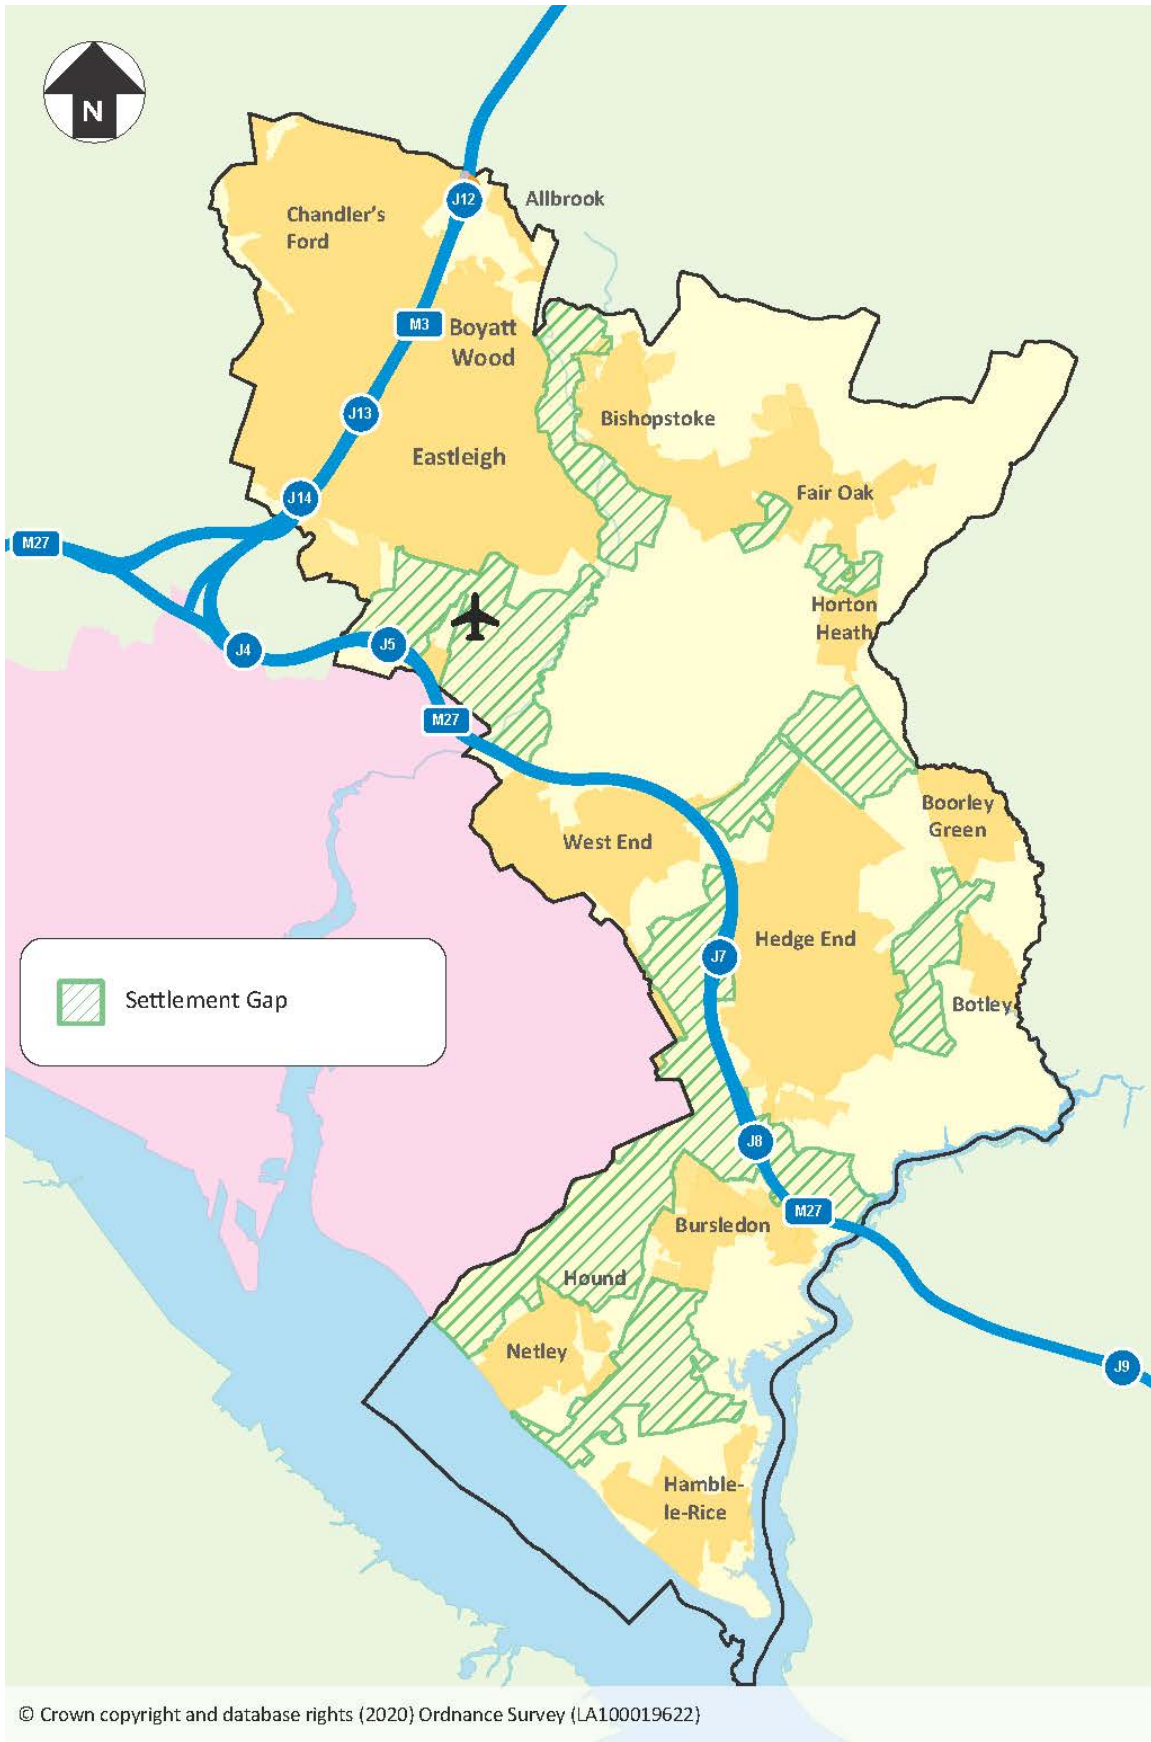 N
J12
Allbrook
Chandler's
Ford
M3
Boyatt
Wood
J13
Bishopstoke
Eastleigh
J14
Fair Oak
M27
Horton
Heath
J4
J5
M27
Boorley
Green
West End
Hedge End
J7
Settlement Gap
Botley
J8
M27
Bursledon
Hound
Netley
J9
Hamble-
le-Rice
© Crown copyright and database rights (2020) Ordnance Survey (LA100019622)